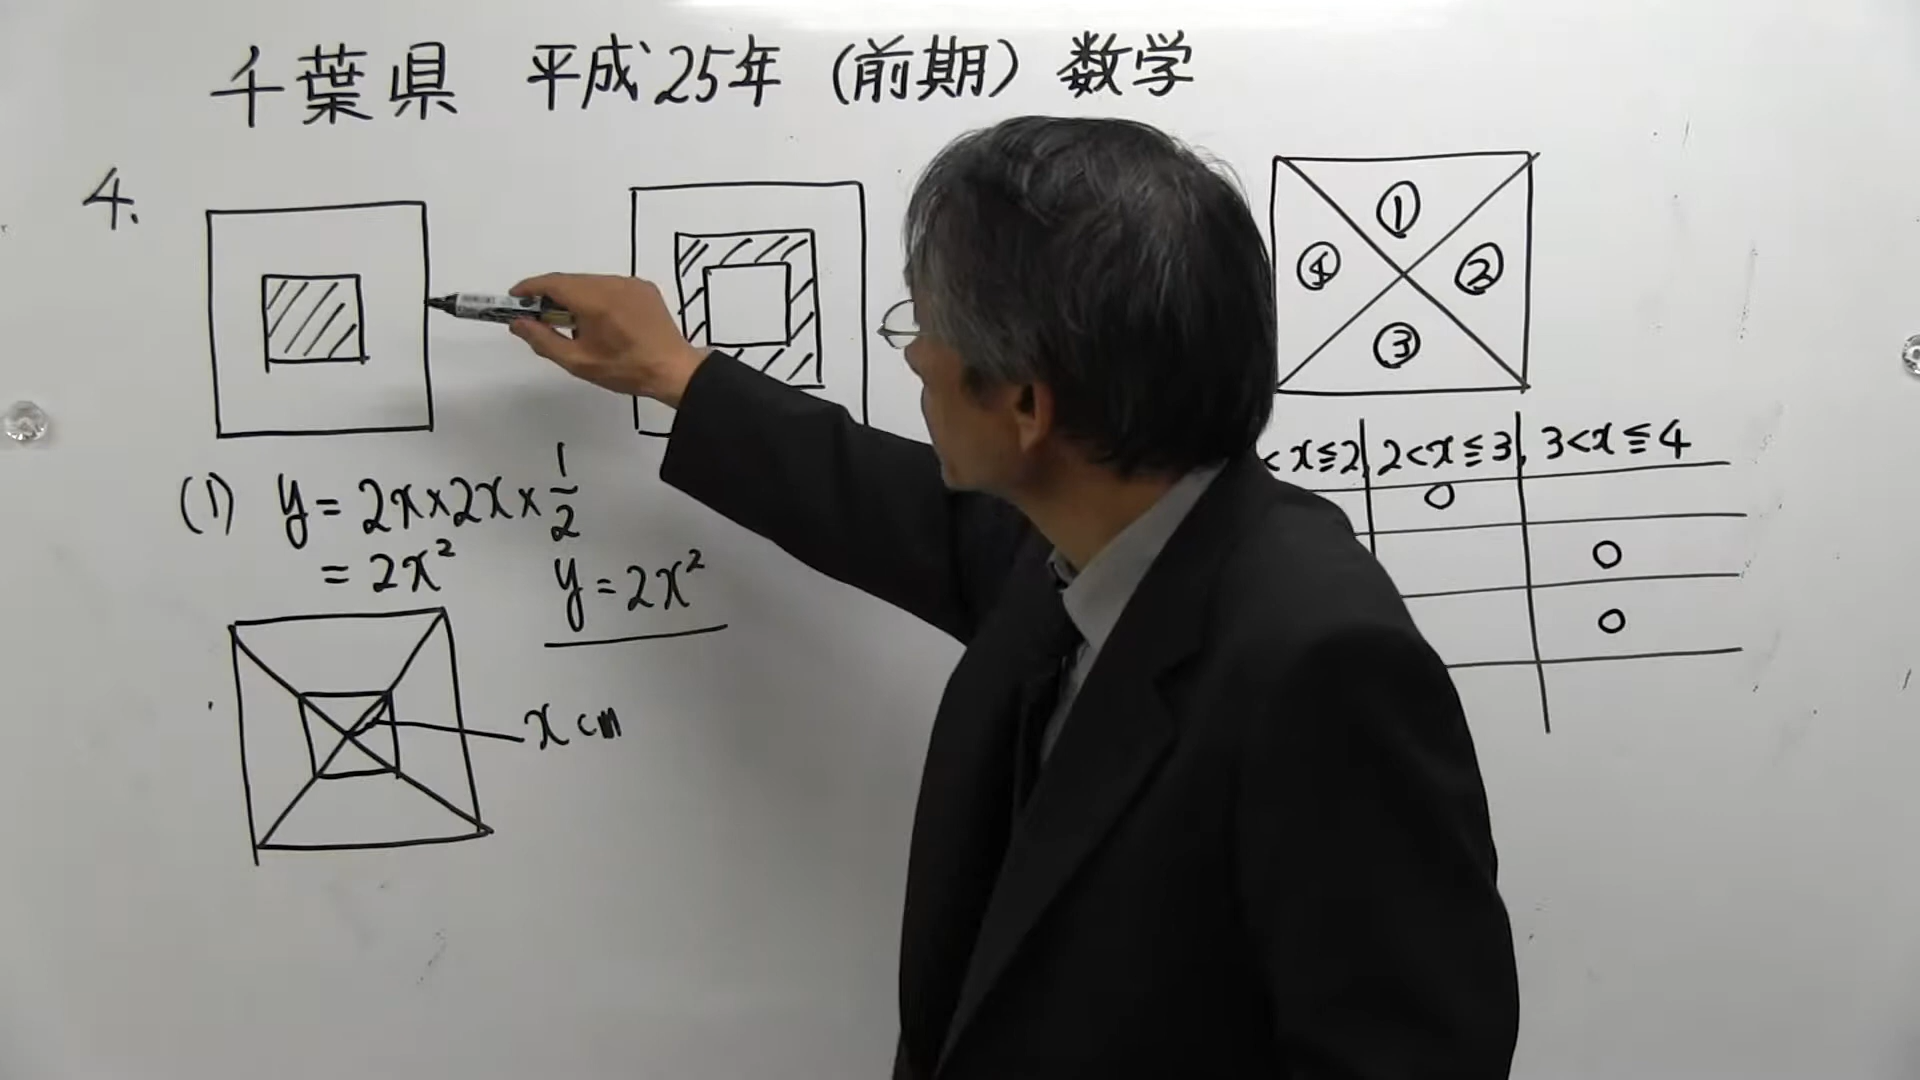 千葉県 平成25年 (前期) 数学
4.
①
④ ②
③
<x≦2 2<x≦3 3<x≦4
○
○
○
(1) y=2x×2x×1/2
=2x²
y=2x²
xcm